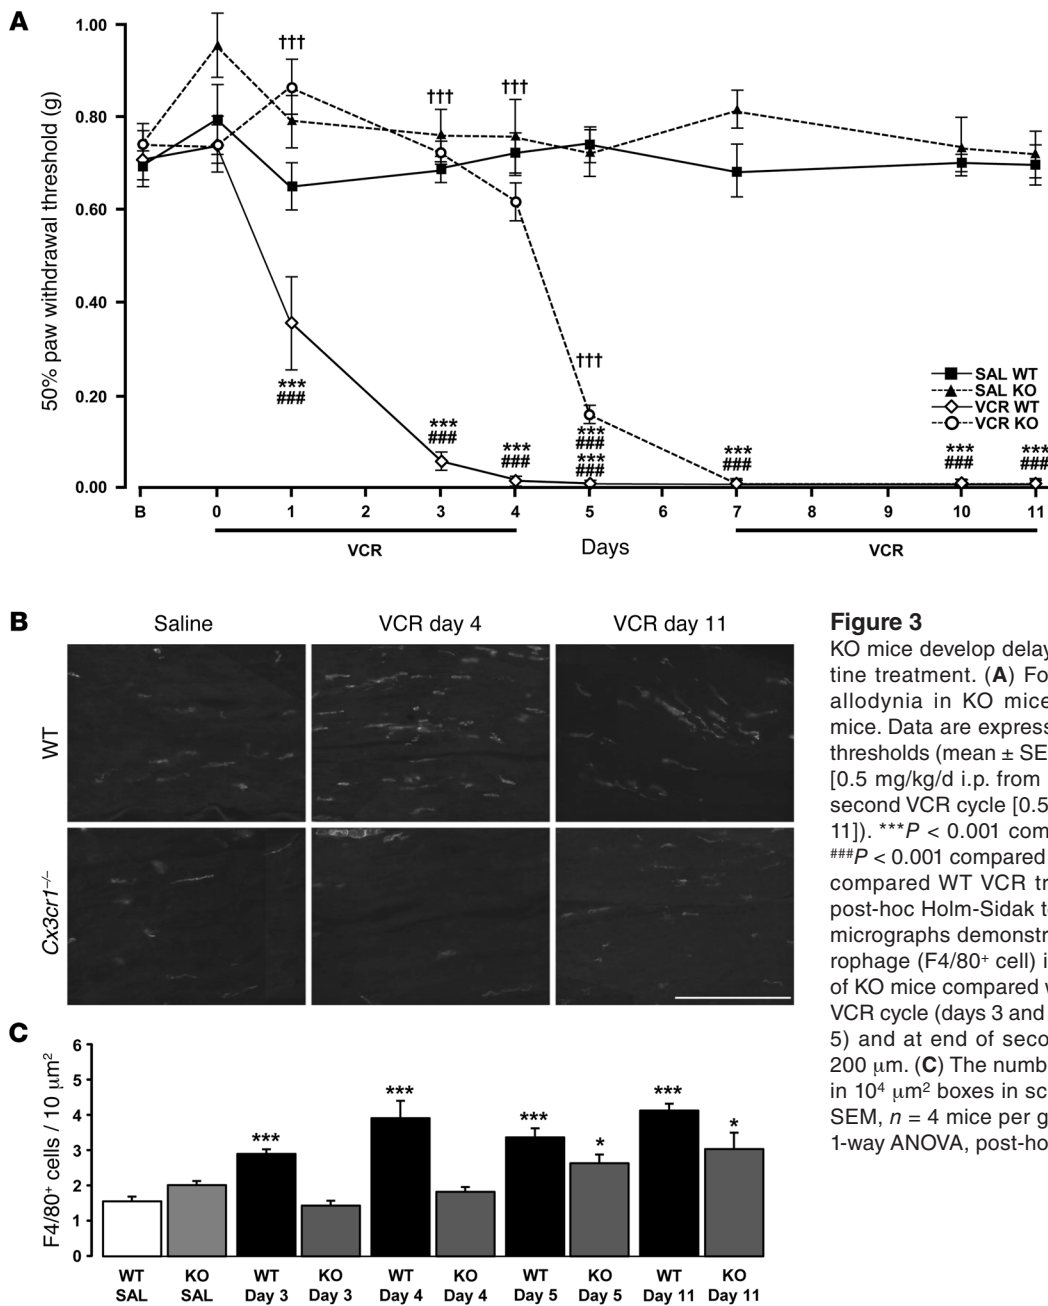 A
1.00
0.80
0.60
0.40
0.20
0.00
50% paw withdrawal threshold (g)
†††
†††
†††
†††
***
###
***
###
***
###
***
###
***
###
***
###
***
###
***
###
SAL WT
SAL KO
VCR WT
VCR KO
B 0 1 2 3 4 5 6 7 8 9 10 11
VCR Days VCR
B
Saline VCR day 4 VCR day 11
WT
Cx3cr1–/–
Figure 3
KO mice develop delay
tine treatment. (A) Fo
allodynia in KO mice
mice. Data are express
thresholds (mean ± SE
[0.5 mg/kg/d i.p. from
second VCR cycle [0.5
11]). ***P < 0.001 com
###P < 0.001 compared
compared WT VCR tr
post-hoc Holm-Sidak t
micrographs demonstr
rophage (F4/80+ cell) i
of KO mice compared w
VCR cycle (days 3 and
5) and at end of seco
200 μm. (C) The numb
in 10⁴ μm² boxes in sc
SEM, n = 4 mice per g
1-way ANOVA, post-ho
C
6
5
4
3
2
1
0
F4/80+ cells / 10 μm²
*** *** *** * *** *
WT KO WT KO WT KO WT KO WT KO
SAL SAL Day 3 Day 3 Day 4 Day 4 Day 5 Day 5 Day 11 Day 11